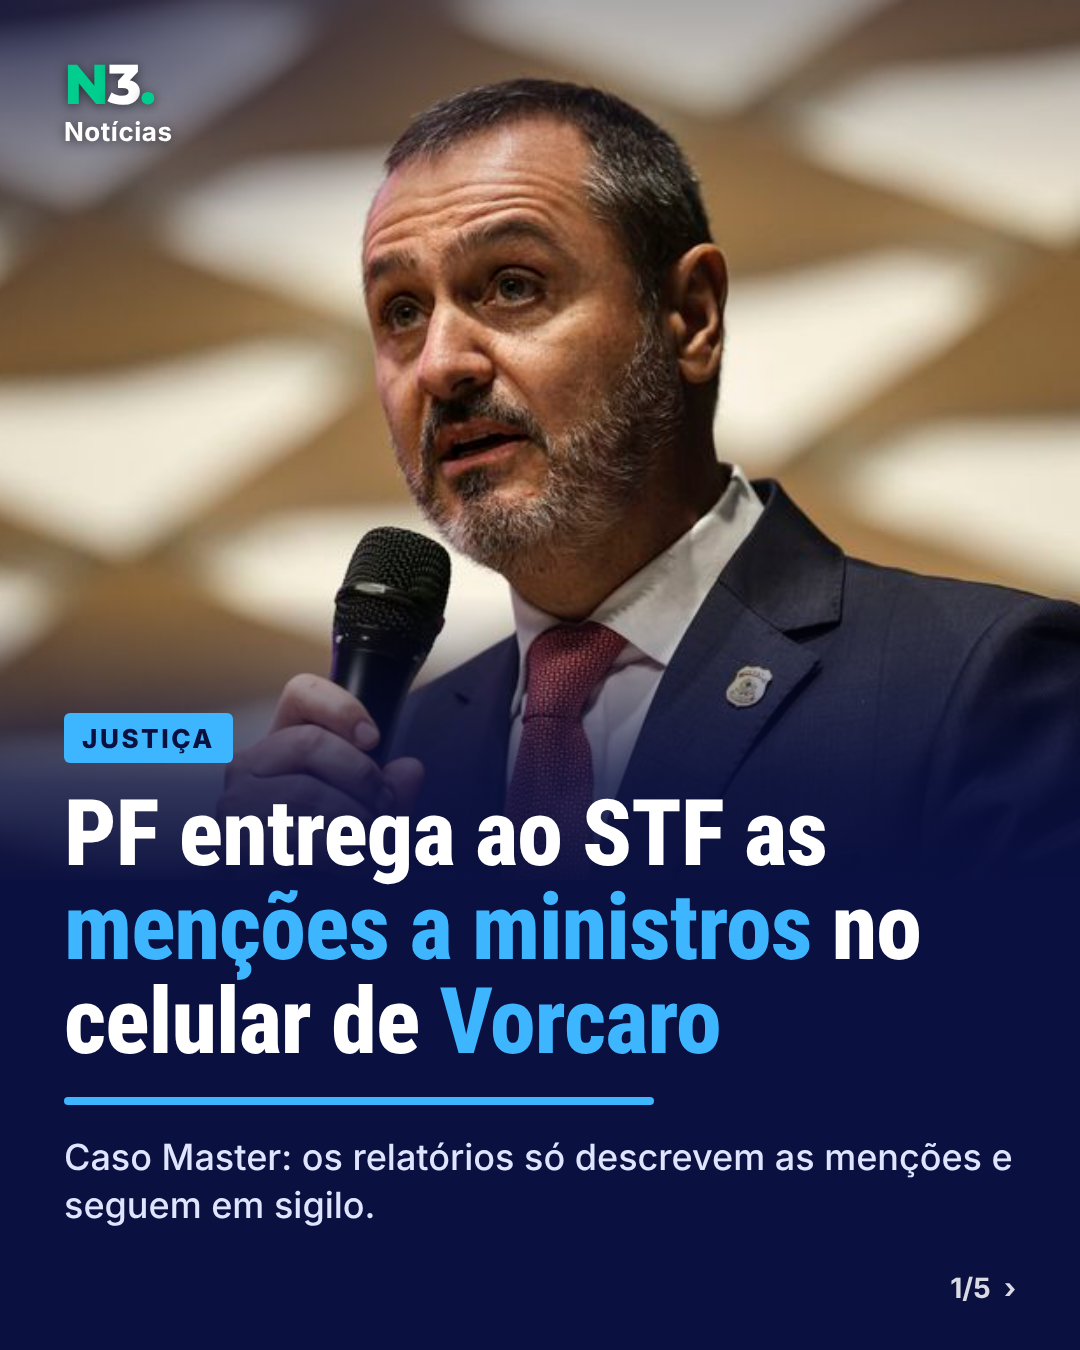 N3.
Notícias
JUSTIÇA
PF entrega ao STF as
menções a ministros no
celular de Vorcaro
Caso Master: os relatórios só descrevem as menções e
seguem em sigilo.
1/5 ›